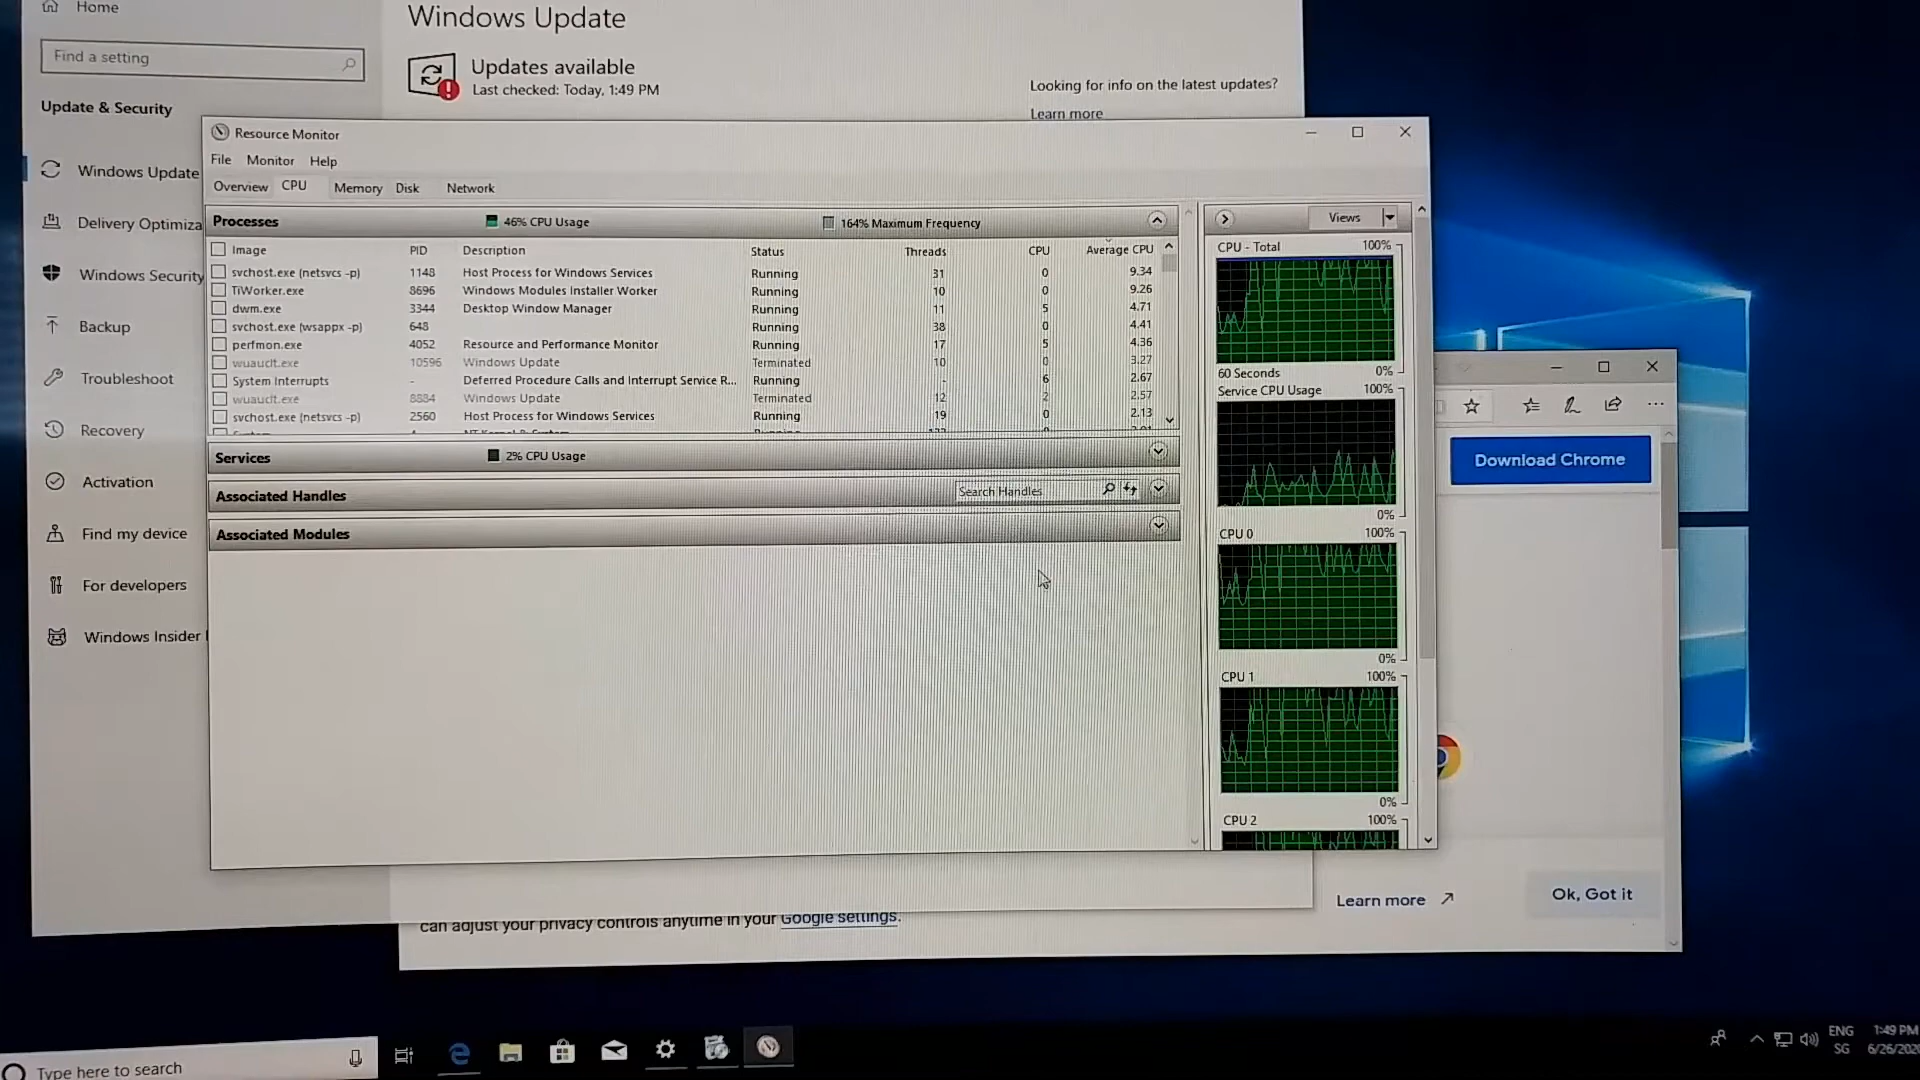 Home
Windows Update
Find a setting
Updates available
Last checked: Today, 1:49 PM
Looking for info on the latest updates?
Learn more
Update & Security
Windows Update
Delivery Optimiza
Windows Security
Backup
Troubleshoot
Recovery
Activation
Find my device
For developers
Windows Insider
Resource Monitor
File Monitor Help
Overview CPU Memory Disk Network
Processes 46% CPU Usage 164% Maximum Frequency
Image PID Description Status Threads CPU Average CPU
svchost.exe (netsvcs -p) 1148 Host Process for Windows Services Running 31 0 9.34
TiWorker.exe 8696 Windows Modules Installer Worker Running 10 0 9.26
dwm.exe 3344 Desktop Window Manager Running 11 5 4.71
svchost.exe (wsappx -p) 648 Running 38 0 4.41
perfmon.exe 4052 Resource and Performance Monitor Running 17 5 4.36
wuauclt.exe 10596 Windows Update Terminated 10 0 3.27
System Interrupts - Deferred Procedure Calls and Interrupt Service R... Running - 6 2.67
wuauclt.exe 8884 Windows Update Terminated 12 2 2.57
svchost.exe (netsvcs -p) 2560 Host Process for Windows Services Running 19 0 2.13
Services 2% CPU Usage
Associated Handles Search Handles
Associated Modules
Views
CPU - Total 100%
60 Seconds 0%
Service CPU Usage 100%
0%
CPU 0 100%
0%
CPU 1 100%
0%
CPU 2 100%
Download Chrome
Learn more
Ok, Got it
can adjust your privacy controls anytime in your Google settings.
Type here to search
ENG
SG
1:49 PM